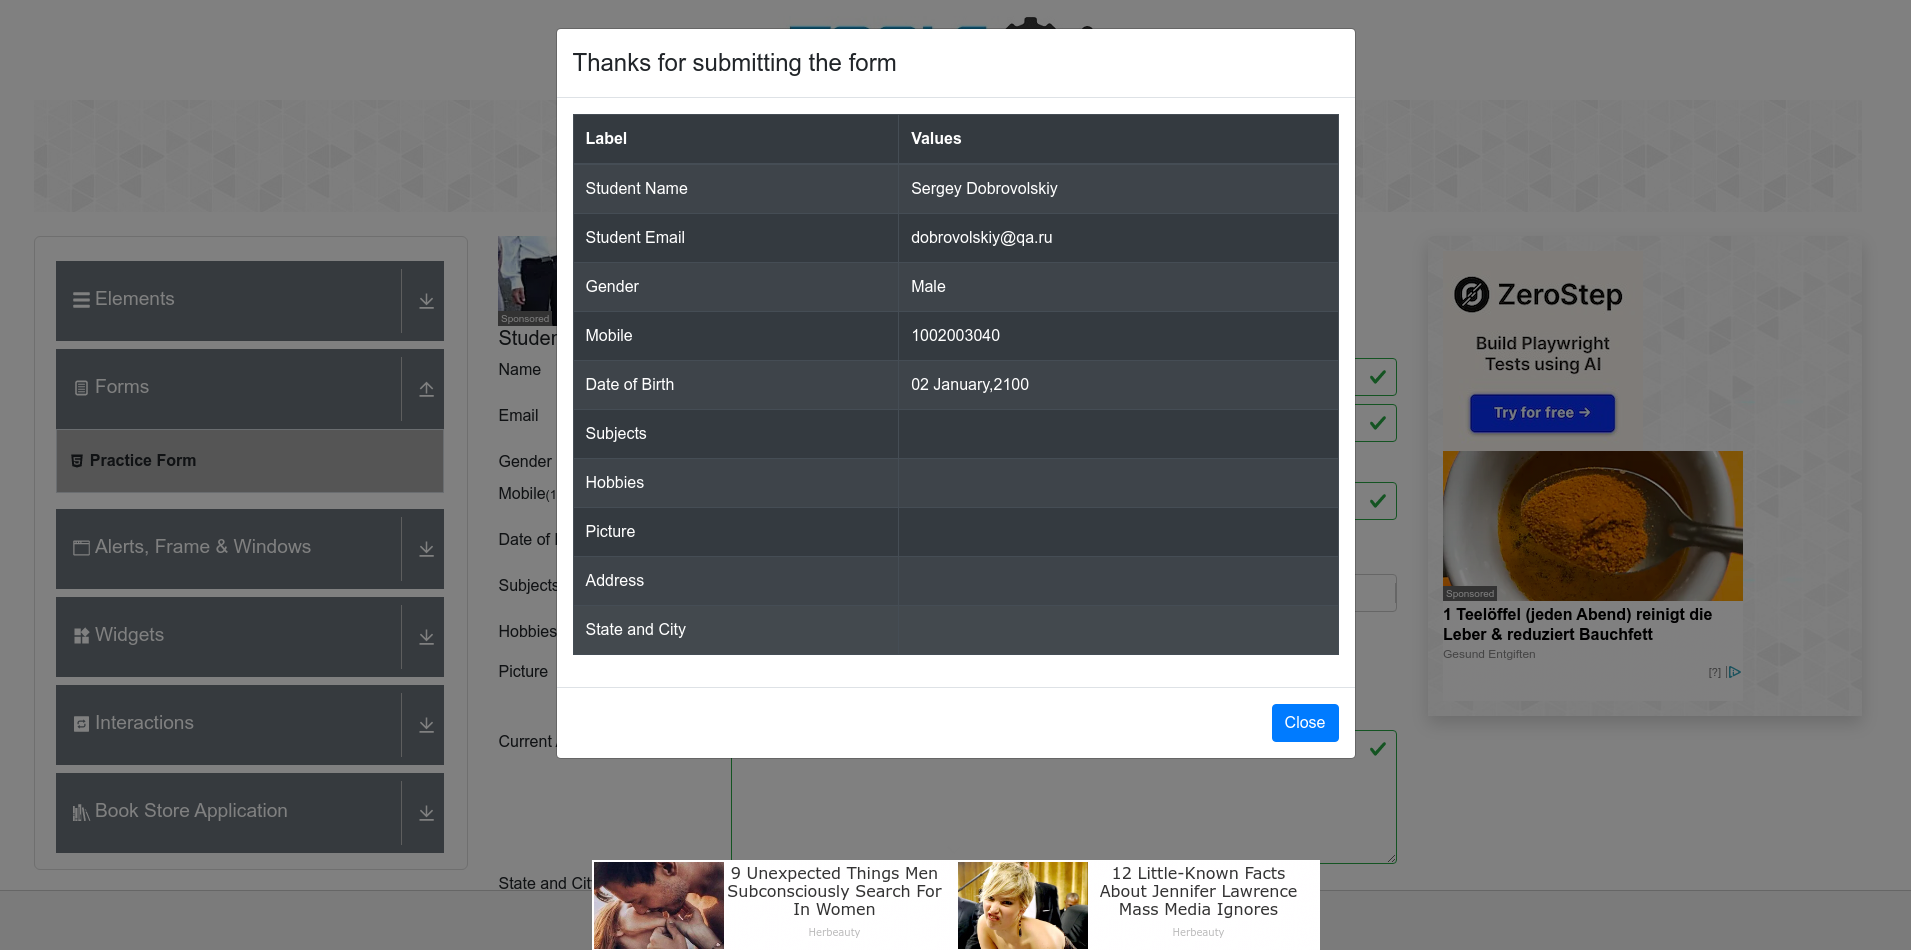 Thanks for submitting the form
Label Values
Student Name Sergey Dobrovolskiy
Student Email dobrovolskiy@qa.ru
Gender Male
Mobile 1002003040
Date of Birth 02 January,2100
Subjects
Hobbies
Picture
Address
State and City
Close
Elements
Forms
Practice Form
Alerts, Frame & Windows
Widgets
Interactions
Book Store Application
Sponsored
Name
Email
Gender
Mobile(1
Date of
Subjects
Hobbies
Picture
Current
State and
ZeroStep
Build Playwright
Tests using AI
Try for free →
Sponsored
1 Teelöffel (jeden Abend) reinigt die
Leber & reduziert Bauchfett
Gesund Entgiften
[?]
9 Unexpected Things Men
Subconsciously Search For
In Women
Herbeauty
12 Little-Known Facts
About Jennifer Lawrence
Mass Media Ignores
Herbeauty